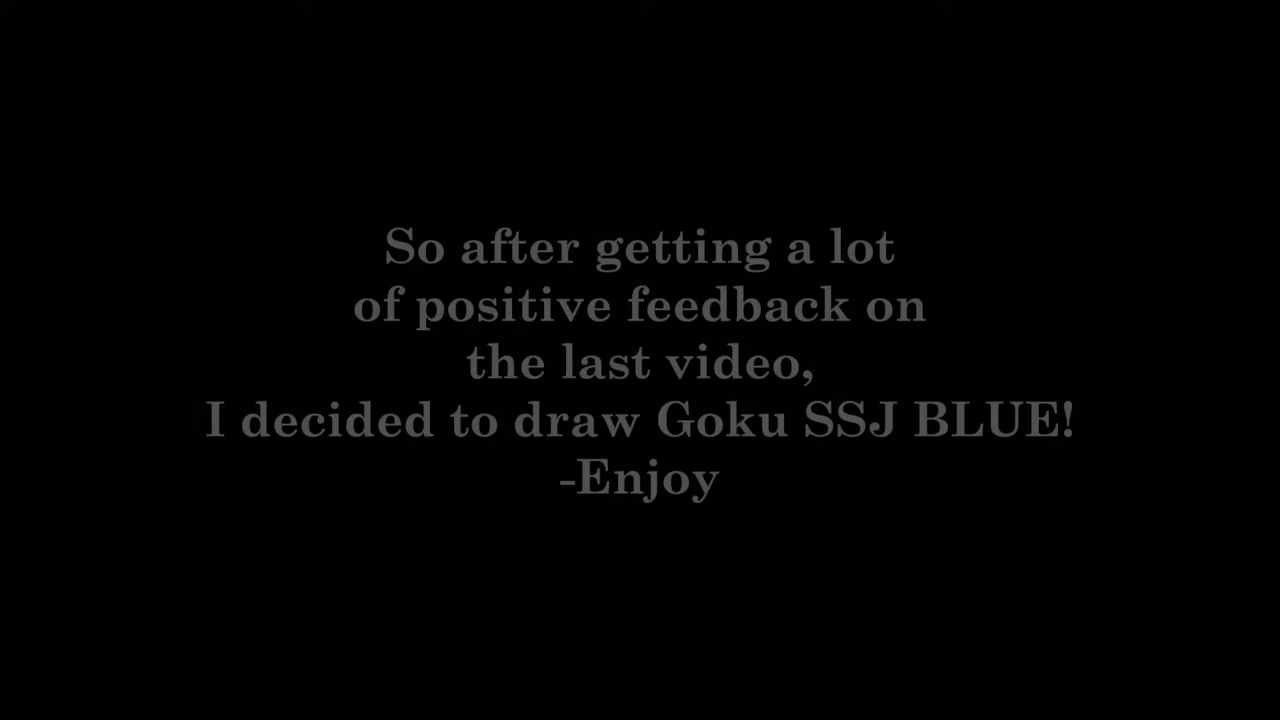 So after getting a lot
of positive feedback on
the last video,
I decided to draw Goku SSJ BLUE!
-Enjoy